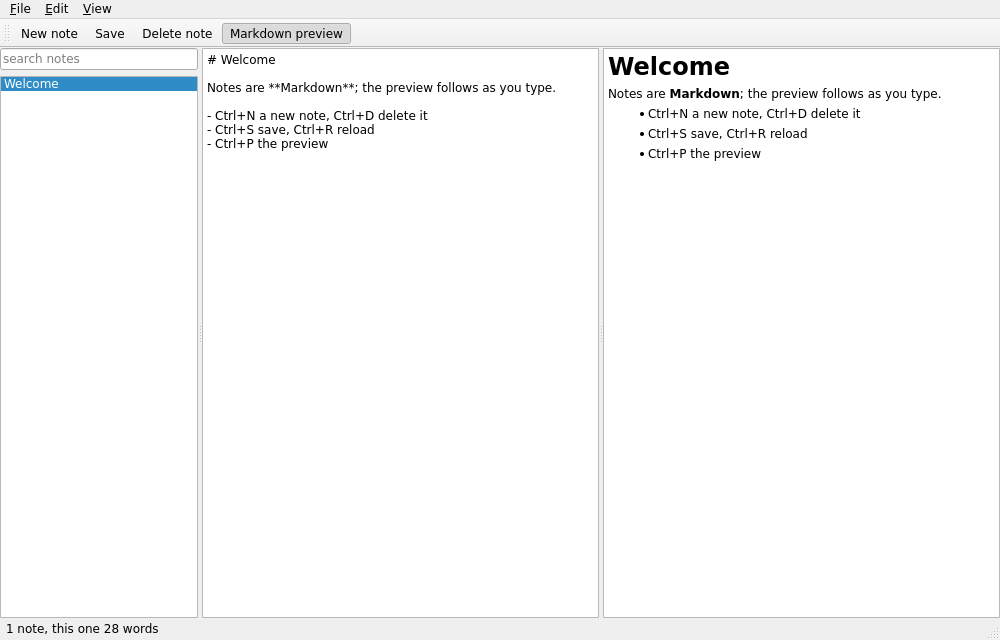 File Edit View
New note Save Delete note Markdown preview
search notes
Welcome
# Welcome
Notes are **Markdown**; the preview follows as you type.
- Ctrl+N a new note, Ctrl+D delete it
- Ctrl+S save, Ctrl+R reload
- Ctrl+P the preview
Welcome
Notes are Markdown; the preview follows as you type.
• Ctrl+N a new note, Ctrl+D delete it
• Ctrl+S save, Ctrl+R reload
• Ctrl+P the preview
1 note, this one 28 words